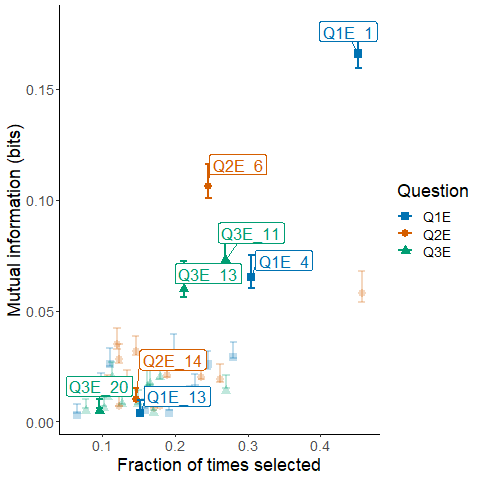 Q1E_1
0.15
Q2E_6
Question
0.10
Q1E
Q2E
Q3E
Q3E_11
Q1E_4
Q3E_13
0.05
Q2E_14
Q3E_20
Q1E_13
0.00
0.1 0.2 0.3 0.4
Fraction of times selected
Mutual information (bits)